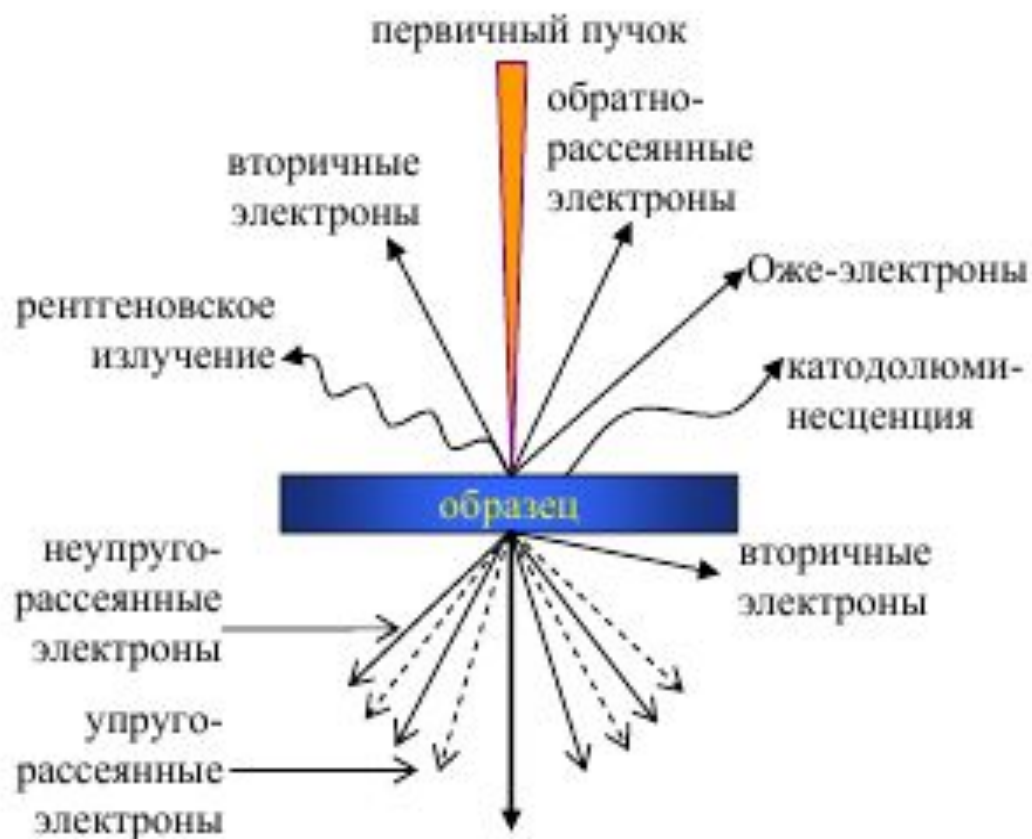 первичный пучок
обратно-
рассеянные
электроны
вторичные
электроны
Оже-электроны
рентгеновское
излучение
катодолюми-
несценция
образец
неупруго-
рассеянные
электроны
вторичные
электроны
упруго-
рассеянные
электроны